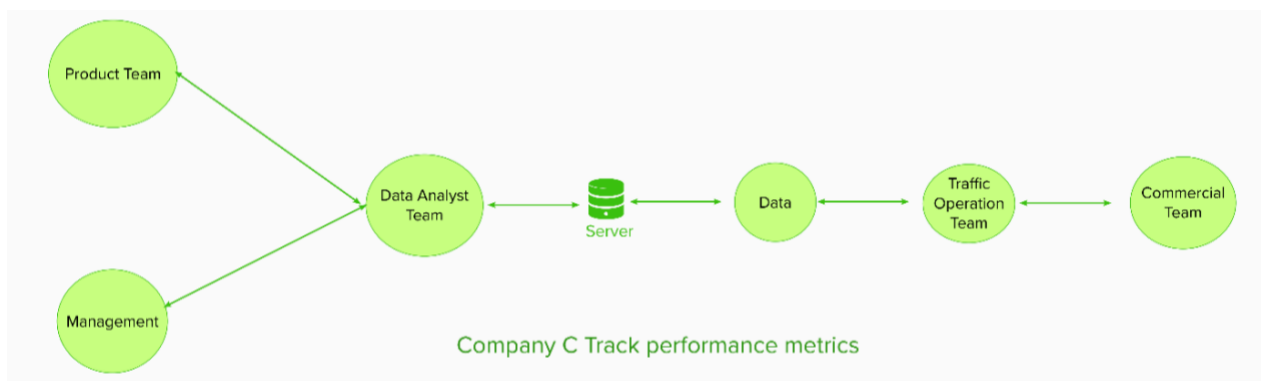 Product Team
Data Analyst
Team
Server
Data
Traffic
Operation
Team
Commercial
Team
Management
Company C Track performance metrics